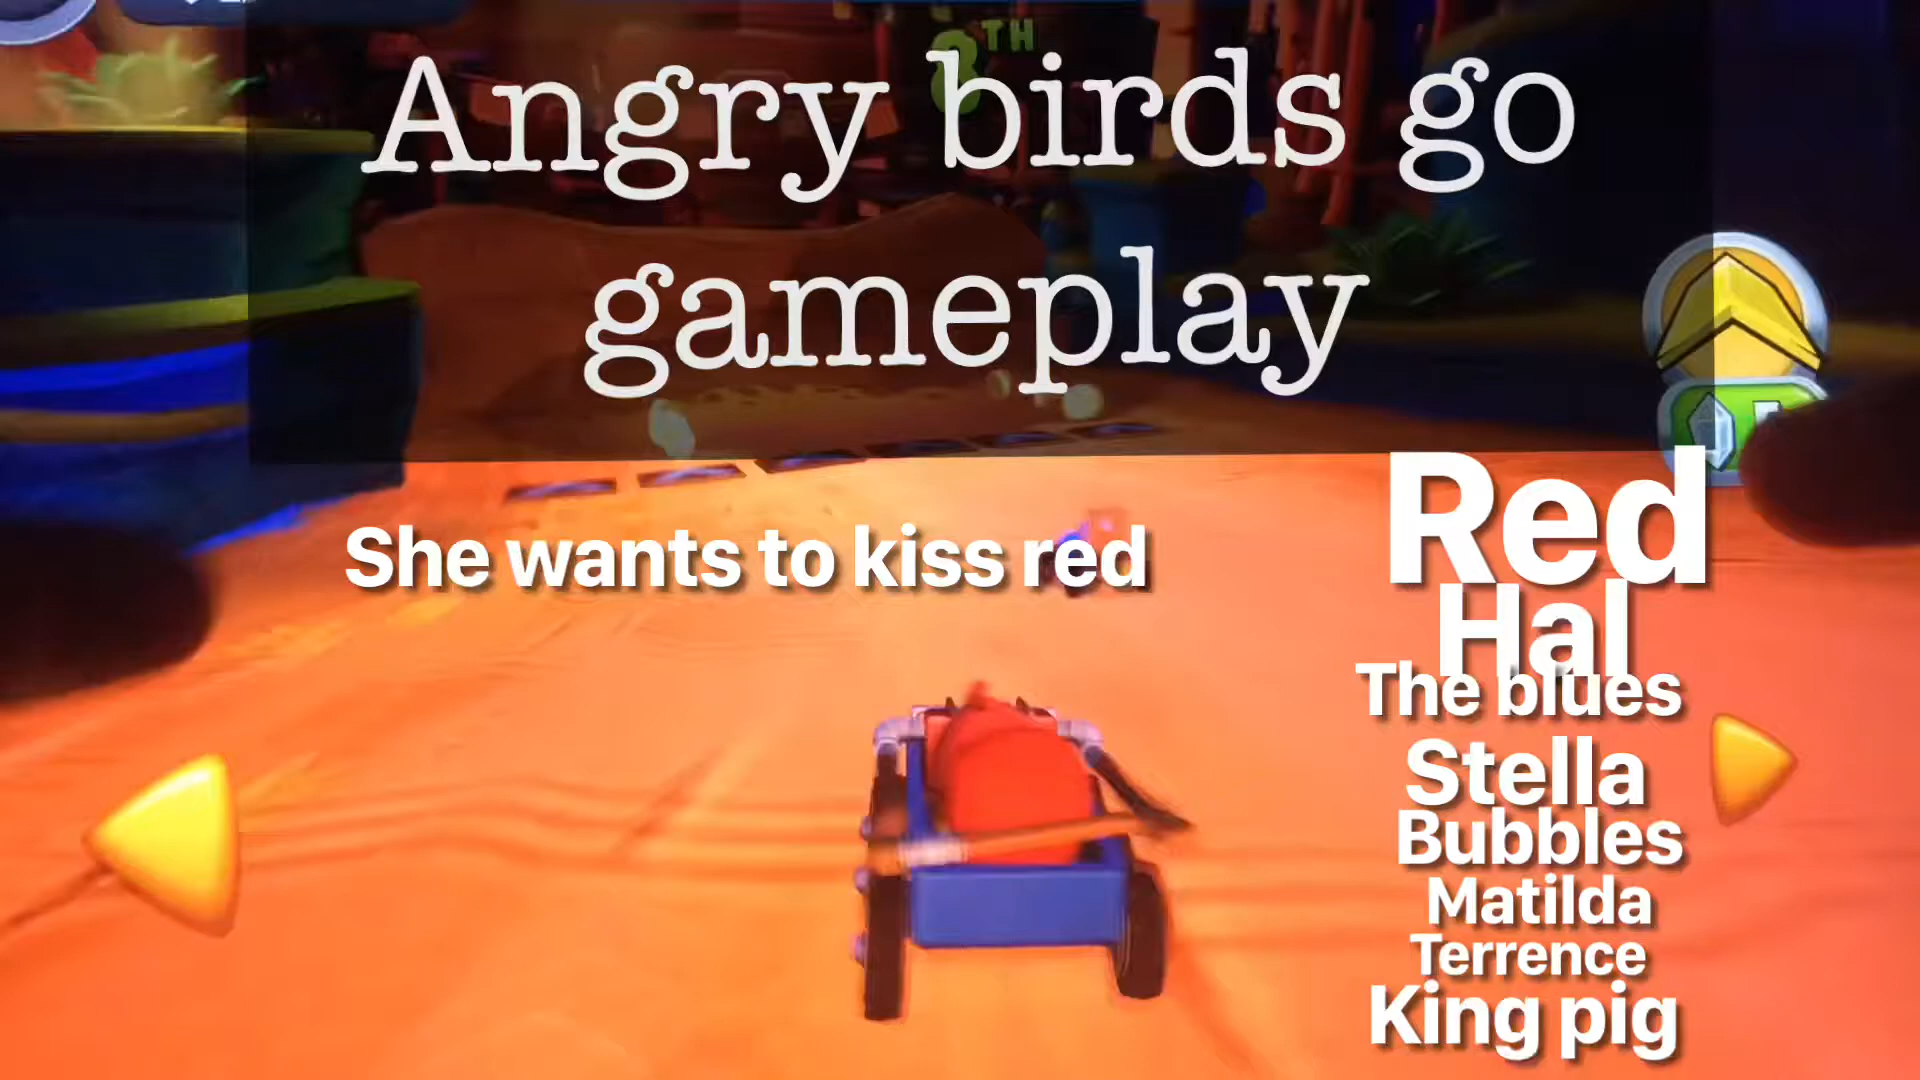 8TH
Angry birds go
gameplay
She wants to kiss red
Red
Hal
The blues
Stella
Bubbles
Matilda
Terrence
King pig